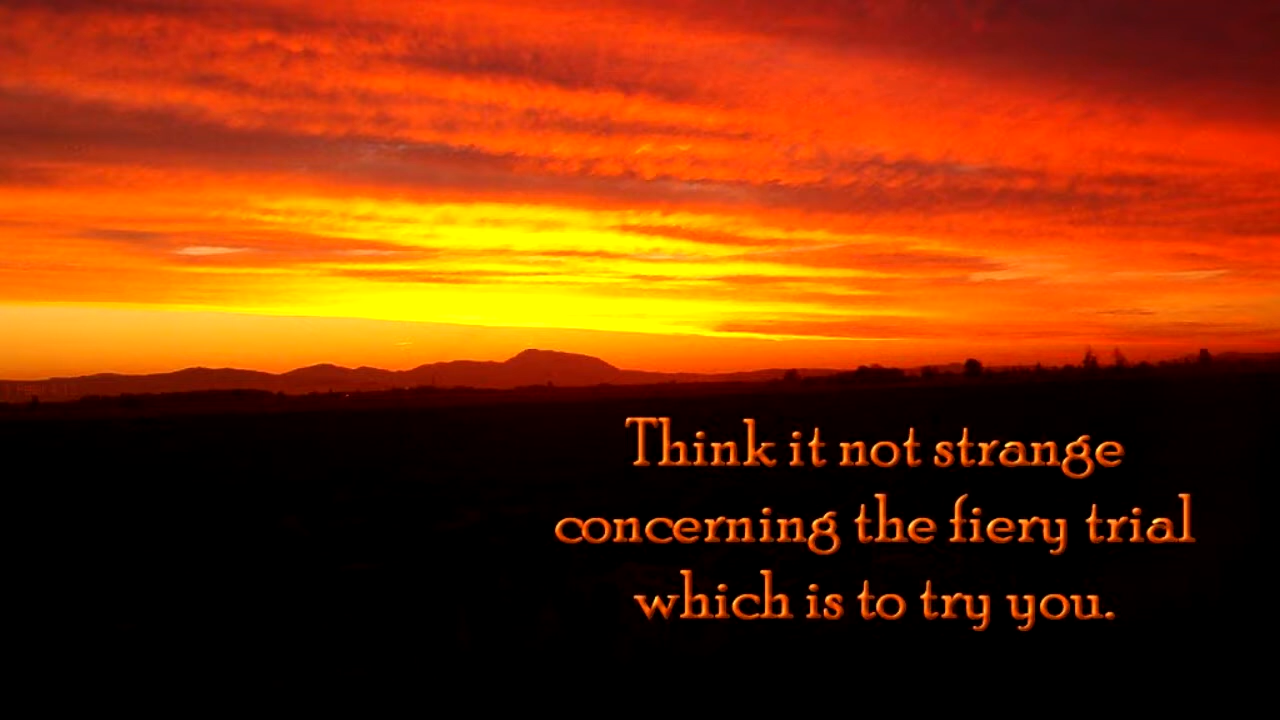 Think it not strange
concerning the fiery trial
which is to try you.